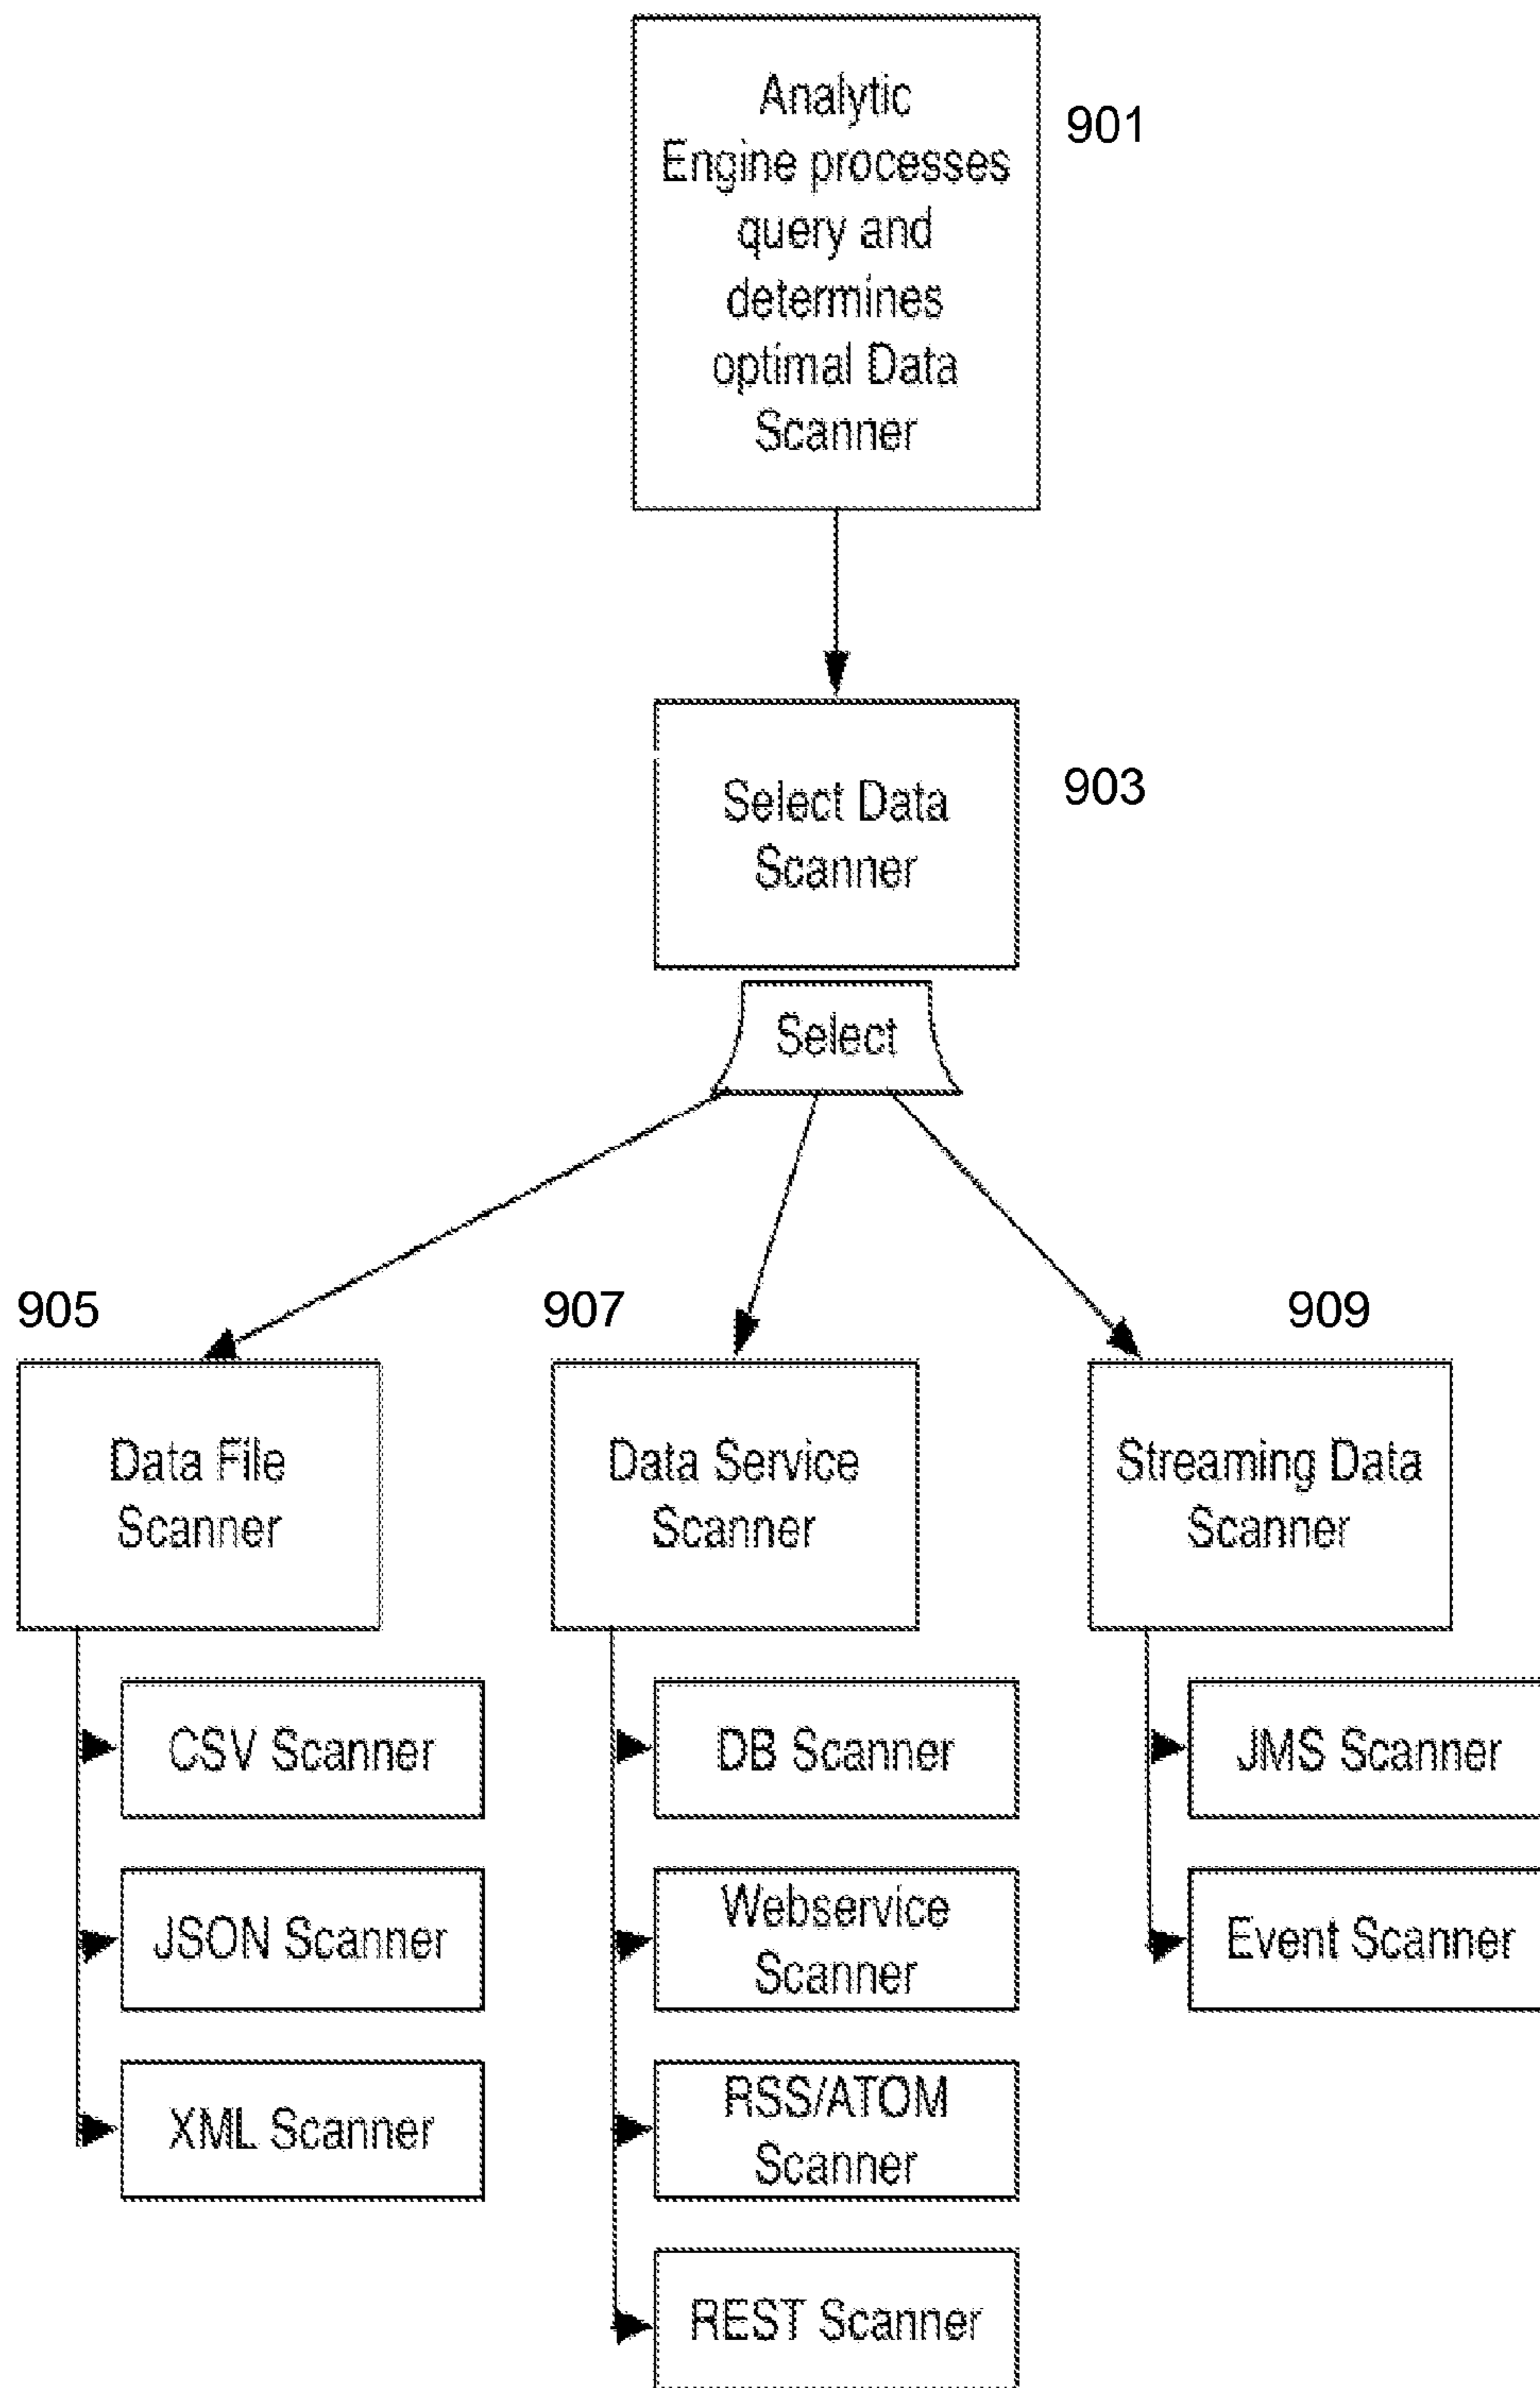 Analytic
Engine processes
query and
determines
optimal Data
Scanner
901
Select Data
Scanner
903
Select
905
907
909
Data File
Scanner
Data Service
Scanner
Streaming Data
Scanner
CSV Scanner
JSON Scanner
XML Scanner
DB Scanner
Webservice
Scanner
RSS/ATOM
Scanner
REST Scanner
JMS Scanner
Event Scanner